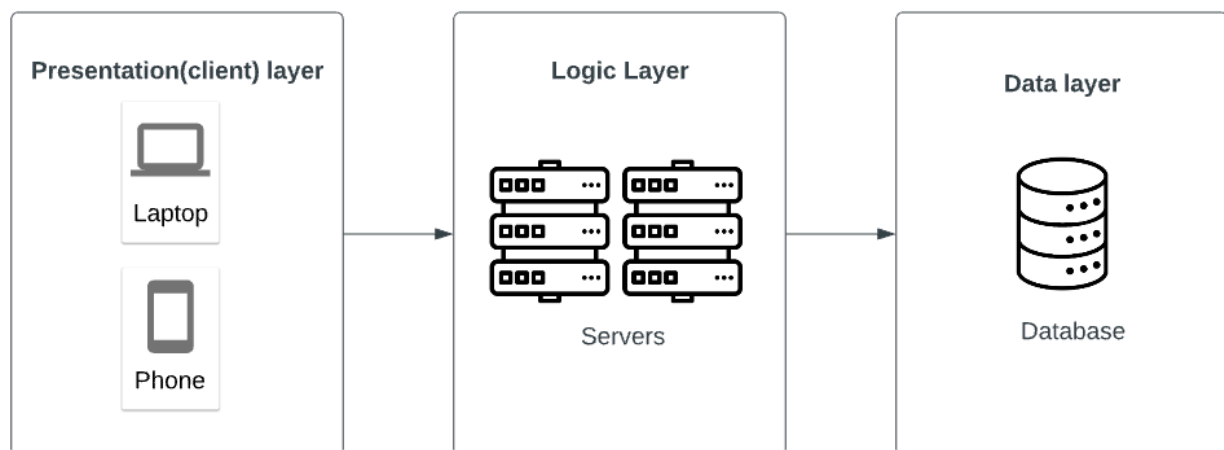 Presentation(client) layer
Laptop
Phone
Logic Layer
Servers
Data layer
Database